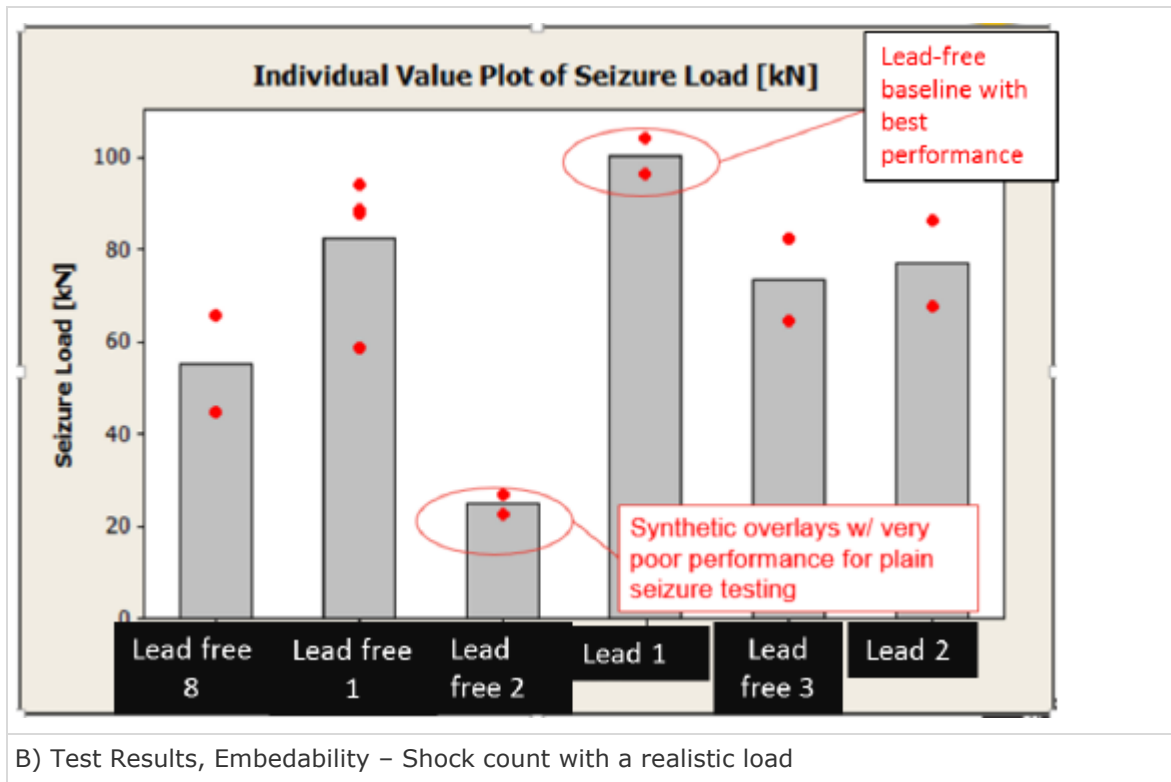 Individual Value Plot of Seizure Load [kN]
Lead-free
baseline with
best
performance
Seizure Load [kN]
100
80
60
40
20
0
Synthetic overlays w/ very
poor performance for plain
seizure testing
Lead free
8
Lead free
1
Lead
free 2
Lead 1
Lead
free 3
Lead 2
B) Test Results, Embedability – Shock count with a realistic load